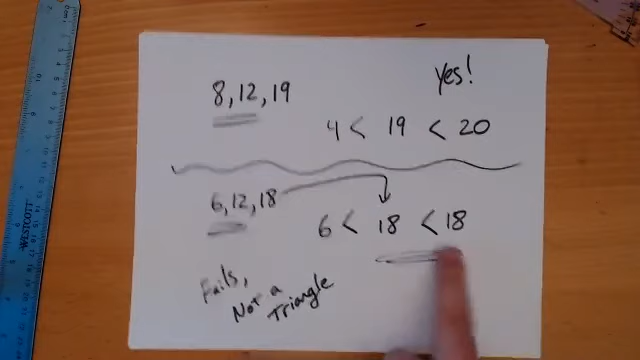 8, 12, 19
Yes!
4 < 19 < 20
6, 12, 18
6 < 18 < 18
Fails,
Not a
Triangle
WESTCOTT